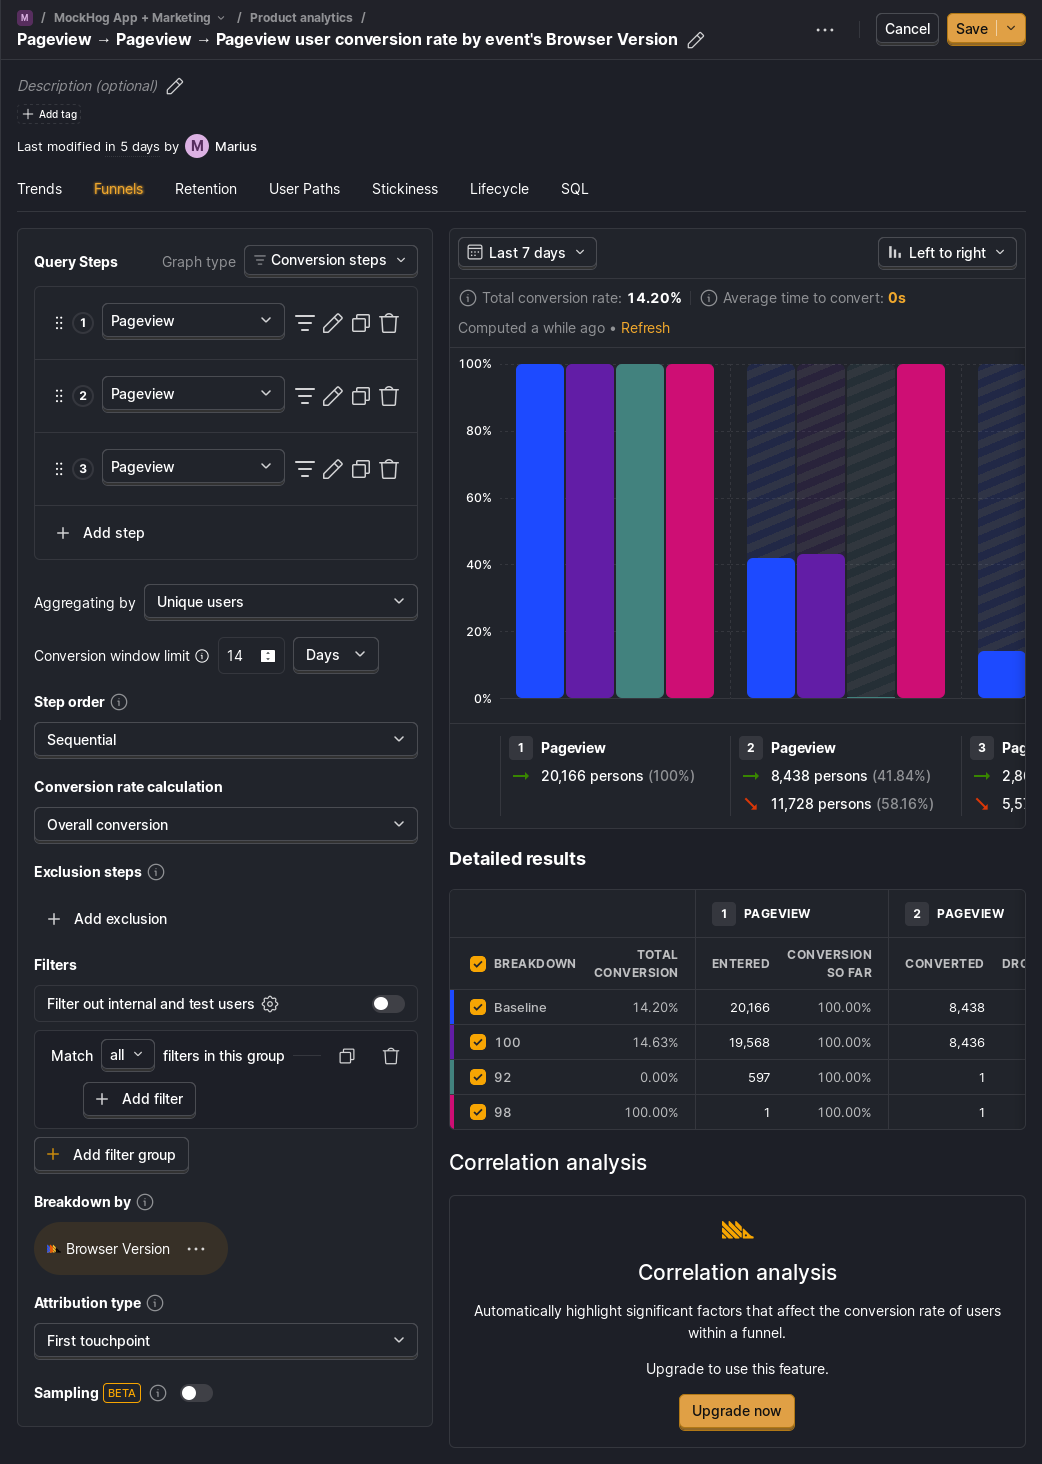 M / MockHog App + Marketing / Product analytics /
Pageview → Pageview → Pageview user conversion rate by event's Browser Version
Cancel
Save
Description (optional)
Add tag
Last modified in 5 days by M Marius
Trends Funnels Retention User Paths Stickiness Lifecycle SQL
Query Steps
Graph type
Conversion steps
1 Pageview
2 Pageview
3 Pageview
Add step
Aggregating by Unique users
Conversion window limit 14 Days
Step order
Sequential
Conversion rate calculation
Overall conversion
Exclusion steps
Add exclusion
Filters
Filter out internal and test users
Match all filters in this group
Add filter
Add filter group
Breakdown by
Browser Version
Attribution type
First touchpoint
Sampling BETA
Last 7 days
Left to right
Total conversion rate: 14.20% Average time to convert: 0s
Computed a while ago • Refresh
100%
80%
60%
40%
20%
0%
1 Pageview
20,166 persons (100%)
2 Pageview
8,438 persons (41.84%)
11,728 persons (58.16%)
3 Pag
2,86
5,57
Detailed results
1 PAGEVIEW 2 PAGEVIEW
BREAKDOWN TOTAL CONVERSION ENTERED CONVERSION SO FAR CONVERTED DRO
Baseline 14.20% 20,166 100.00% 8,438
100 14.63% 19,568 100.00% 8,436
92 0.00% 597 100.00% 1
98 100.00% 1 100.00% 1
Correlation analysis
Correlation analysis
Automatically highlight significant factors that affect the conversion rate of users
within a funnel.
Upgrade to use this feature.
Upgrade now